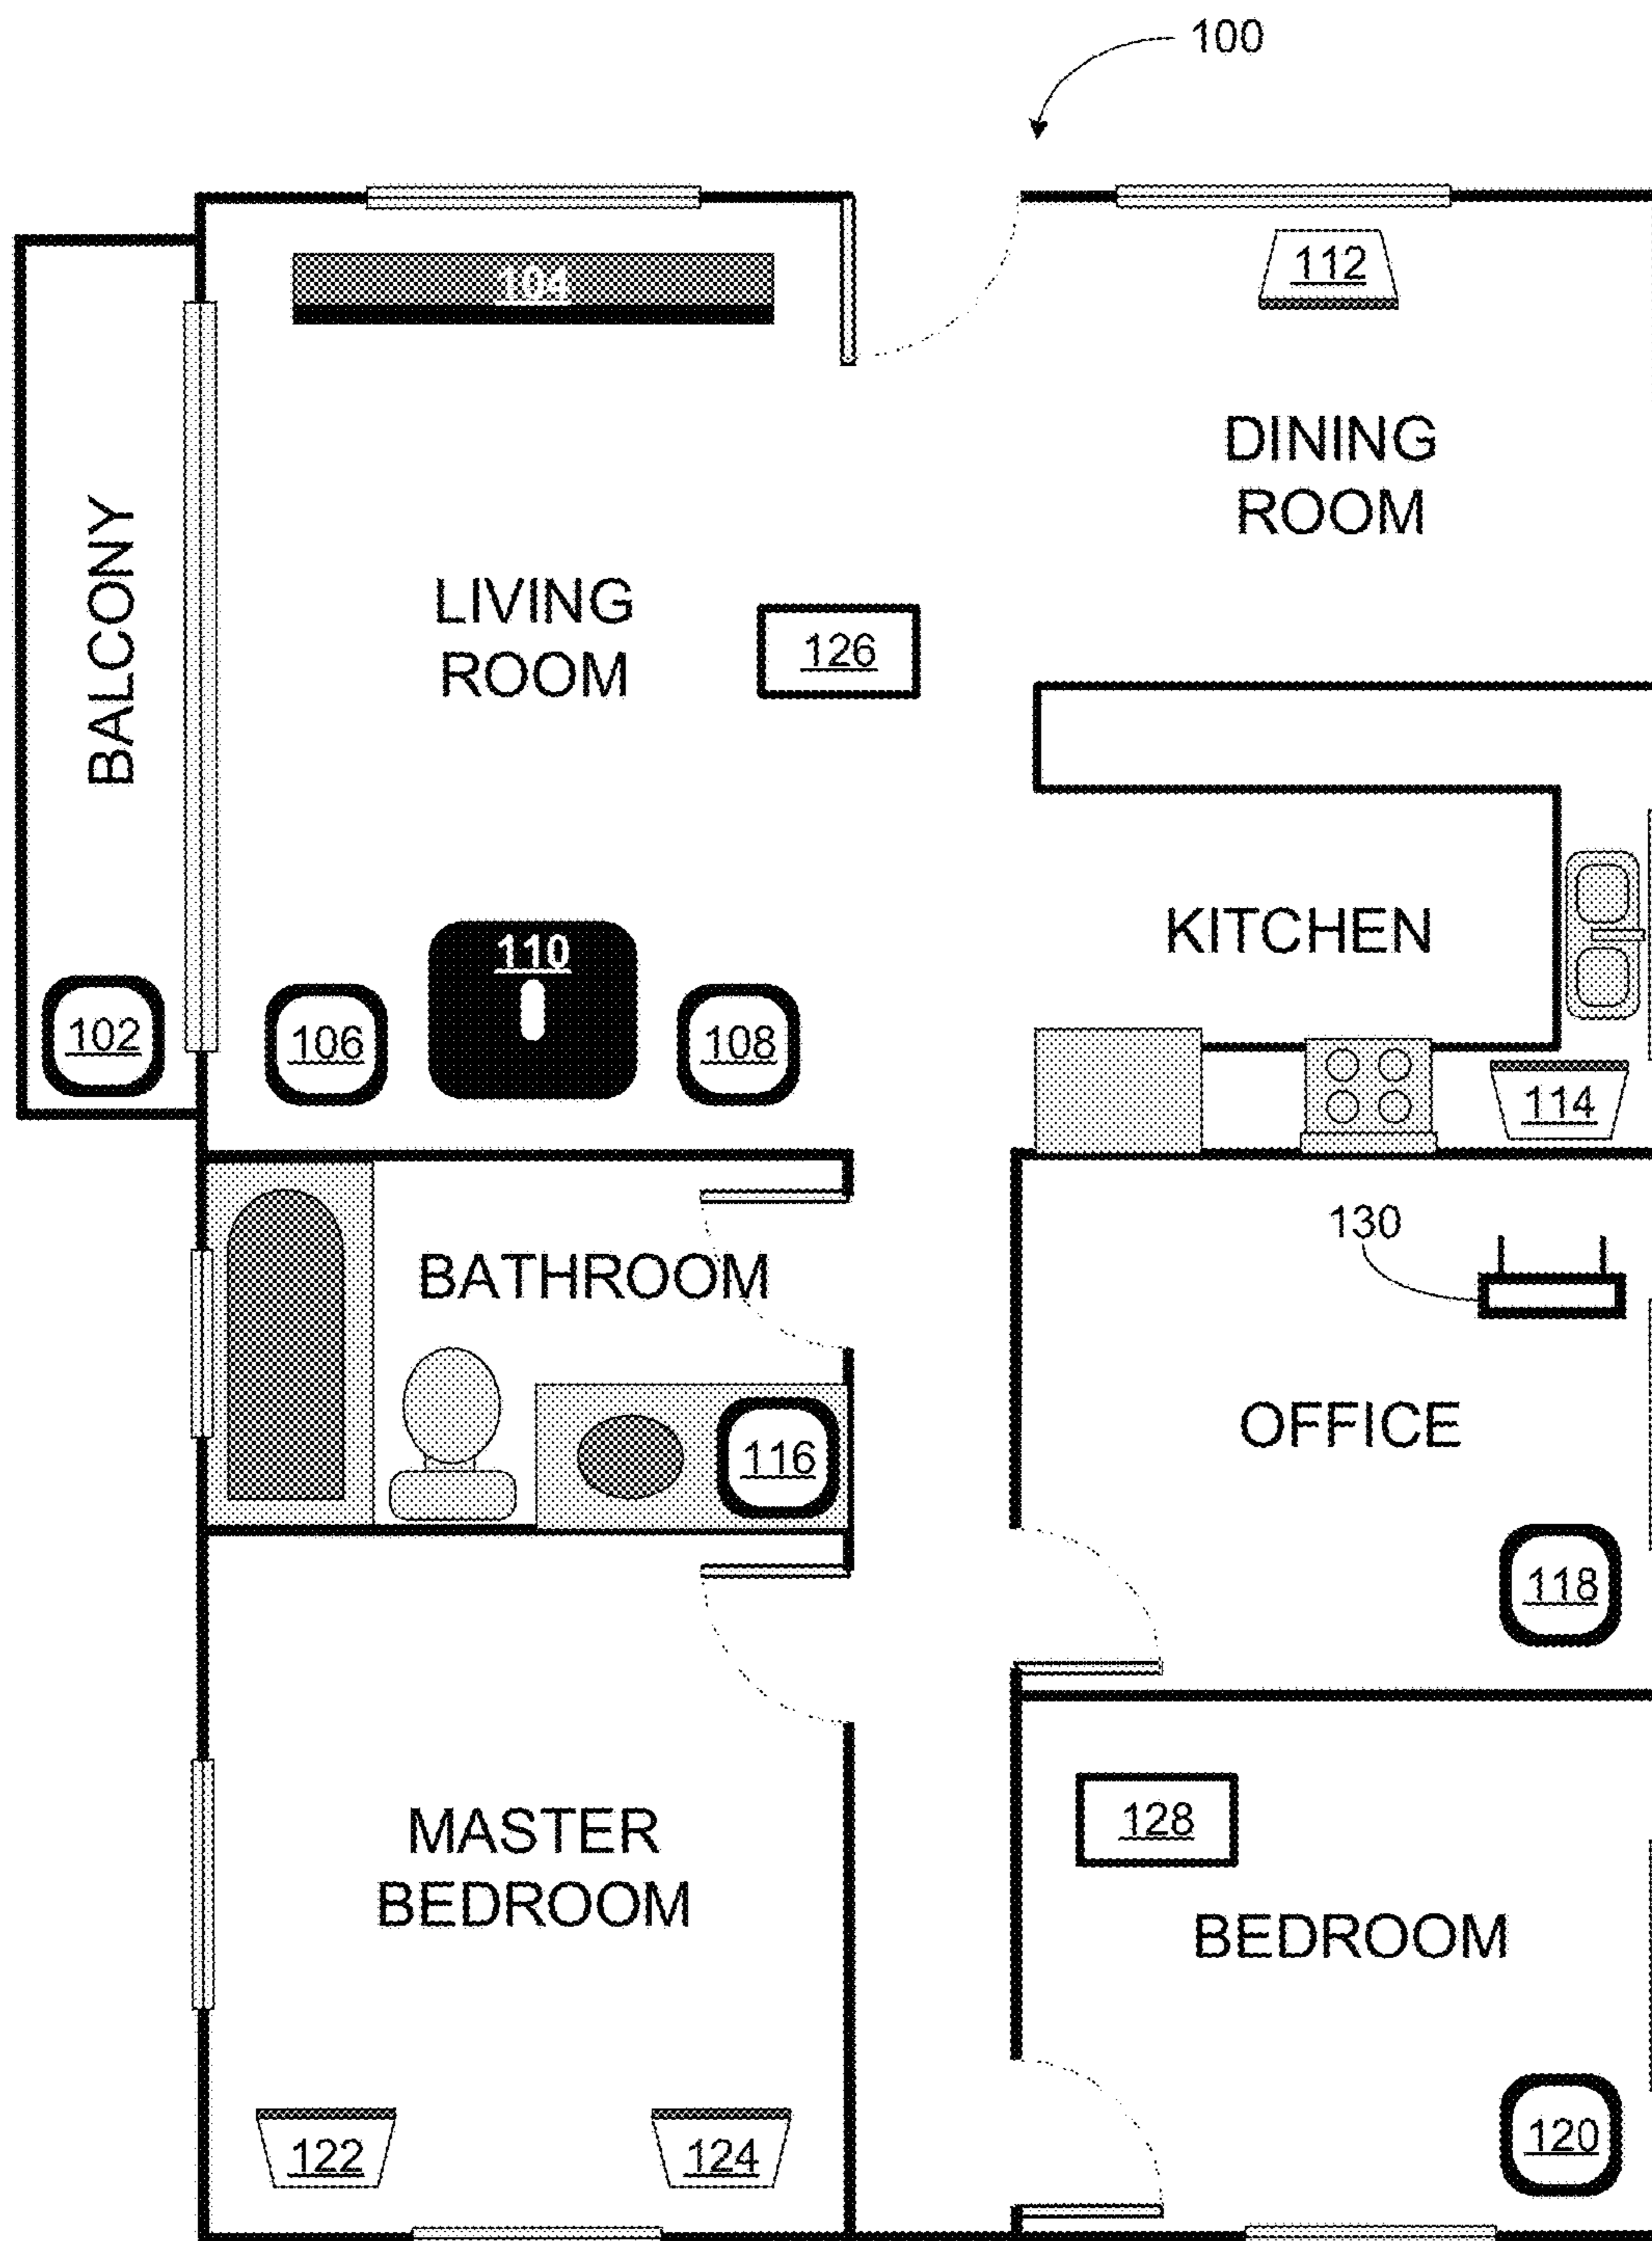 100
104
112
DINING
ROOM
BALCONY
LIVING
ROOM
126
KITCHEN
110
102
106
108
114
130
BATHROOM
OFFICE
116
118
128
MASTER
BEDROOM
BEDROOM
122
124
120